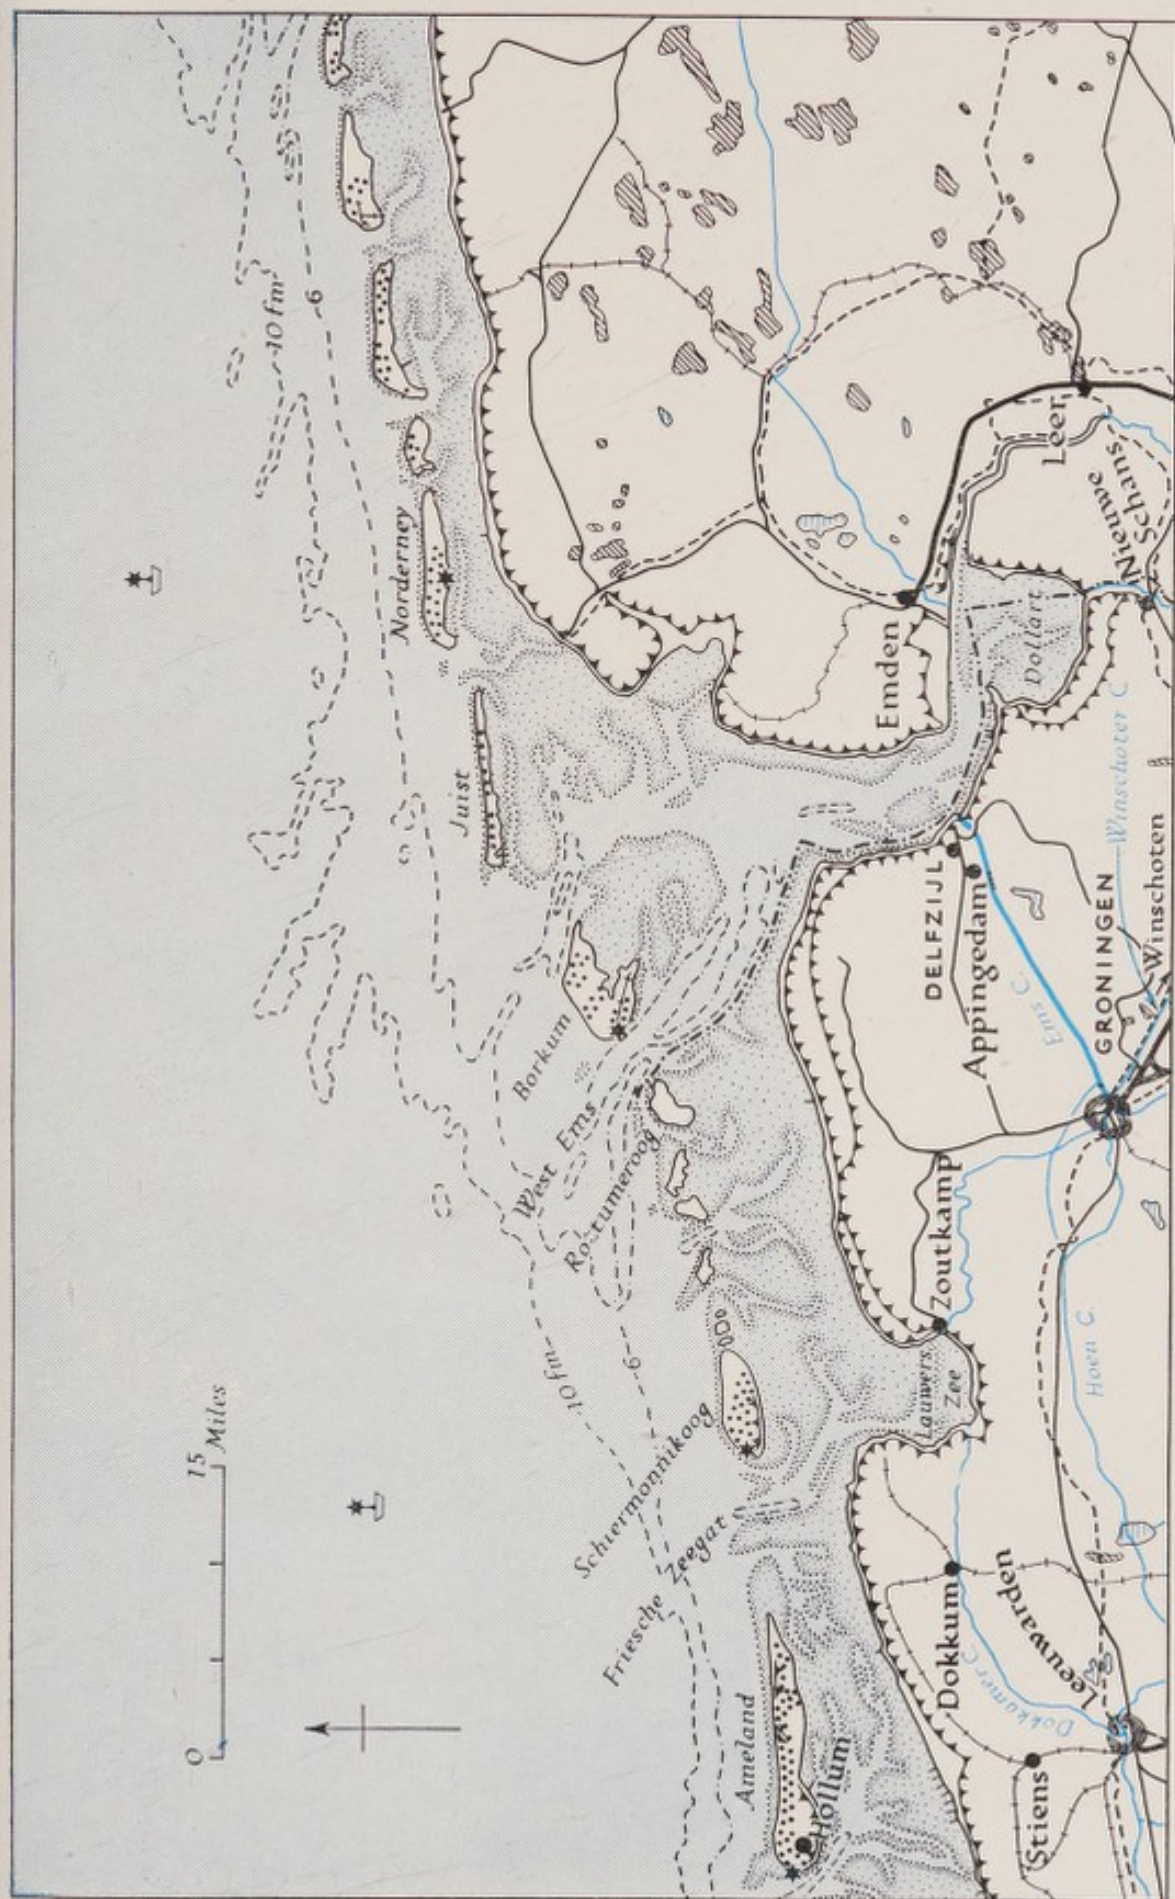 0 15 Miles
10 fm
6
Norderney
Juist
Borkum
West Ems
Rottumeroog
10 fm
6
Schiermonnikoog
Friesche Zeegat
Ameland
Hollum
Emden
Leer
Dollart
Nieuwe
Schans
DELFZIJL
Appingedam
Ems C.
GRONINGEN
Winschoter C
Winschoten
Zoutkamp
Lauwers
Zee
Hoen C.
Dokkum
Dokkumer C
Leeuwarden
Stiens